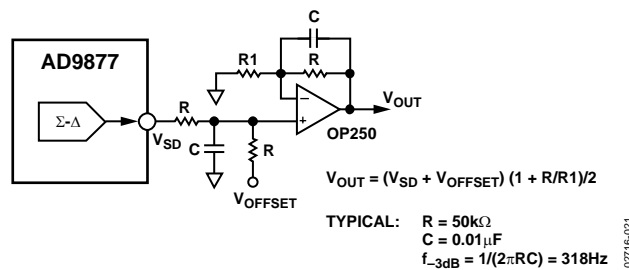 AD9877
Σ-Δ
V_SD
R
C
R
V_OFFSET
R1
C
R
−
+
OP250
V_OUT
V_OUT = (V_SD + V_OFFSET) (1 + R/R1)/2
TYPICAL: R = 50kΩ
C = 0.01μF
f_–3dB = 1/(2πRC) = 318Hz
02716-021